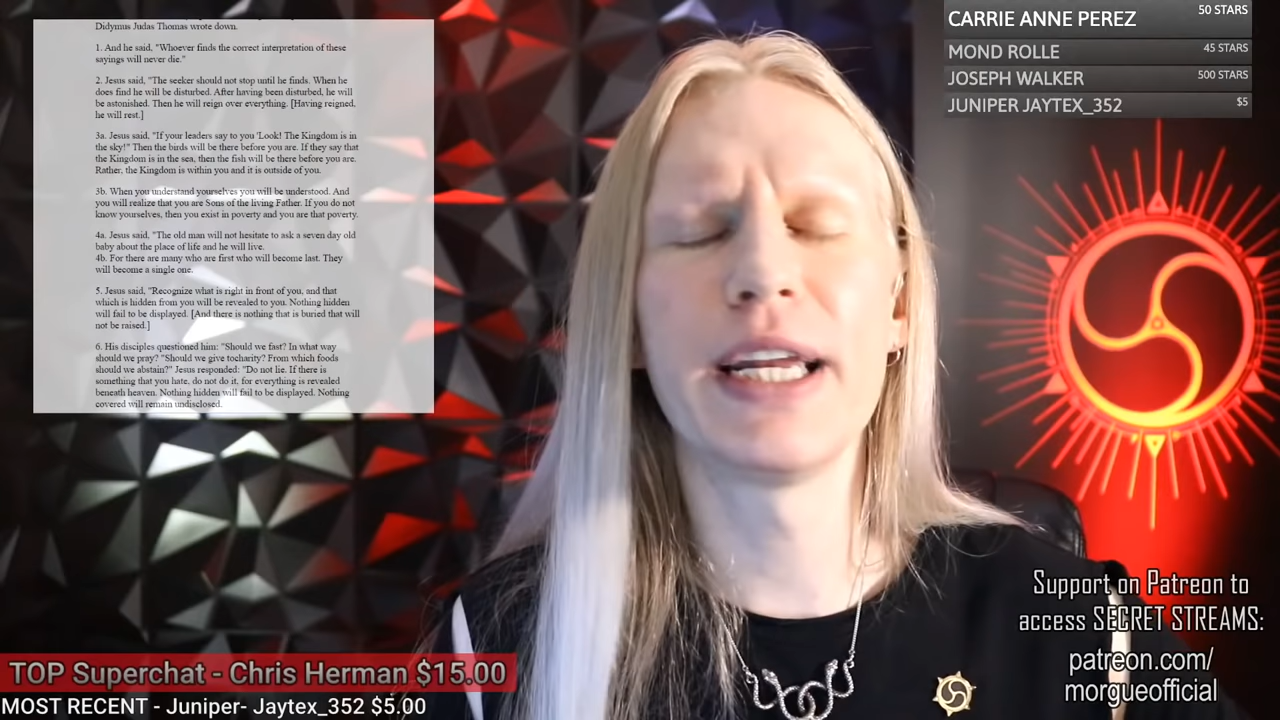 Didymus Judas Thomas wrote down.
1. And he said, "Whoever finds the correct interpretation of these
sayings will never die."
2. Jesus said, "The seeker should not stop until he finds. When he
does find he will be disturbed. After having been disturbed, he will
be astonished. Then he will reign over everything. [Having reigned,
he will rest.]
3a. Jesus said, "If your leaders say to you 'Look! The Kingdom is in
the sky!" Then the birds will be there before you are. If they say that
the Kingdom is in the sea, then the fish will be there before you are.
Rather, the Kingdom is within you and it is outside of you.
3b. When you understand yourselves you will be understood. And
you will realize that you are Sons of the living Father. If you do not
know yourselves, then you exist in poverty and you are that poverty.
4a. Jesus said, "The old man will not hesitate to ask a seven day old
baby about the place of life and he will live.
4b. For there are many who are first who will become last. They
will become a single one.
5. Jesus said, "Recognize what is right in front of you, and that
which is hidden from you will be revealed to you. Nothing hidden
will fail to be displayed. [And there is nothing that is buried that will
not be raised.]
6. His disciples questioned him: "Should we fast? In what way
should we pray? "Should we give tocharity? From which foods
should we abstain?" Jesus responded: "Do not lie. If there is
something that you hate, do not do it, for everything is revealed
beneath heaven. Nothing hidden will fail to be displayed. Nothing
covered will remain undisclosed.
CARRIE ANNE PEREZ 50 STARS
MOND ROLLE 45 STARS
JOSEPH WALKER 500 STARS
JUNIPER JAYTEX_352 $5
Support on Patreon to
access SECRET STREAMS:
patreon.com/
morgueofficial
TOP Superchat - Chris Herman $15.00
MOST RECENT - Juniper- Jaytex_352 $5.00